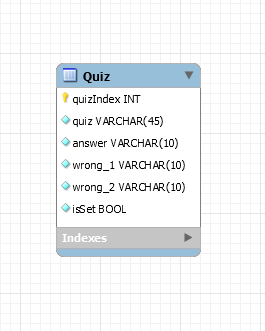 Quiz
quizIndex INT
quiz VARCHAR(45)
answer VARCHAR(10)
wrong_1 VARCHAR(10)
wrong_2 VARCHAR(10)
isSet BOOL
Indexes